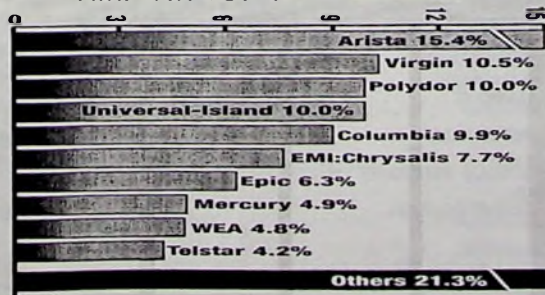 0 3 6 9 12 15
Arista 15.4%
Virgin 10.5%
Polydor 10.0%
Universal-Island 10.0%
Columbia 9.9%
EMI:Chrysalis 7.7%
Epic 6.3%
Mercury 4.9%
WEA 4.8%
Telstar 4.2%
Others 21.3%